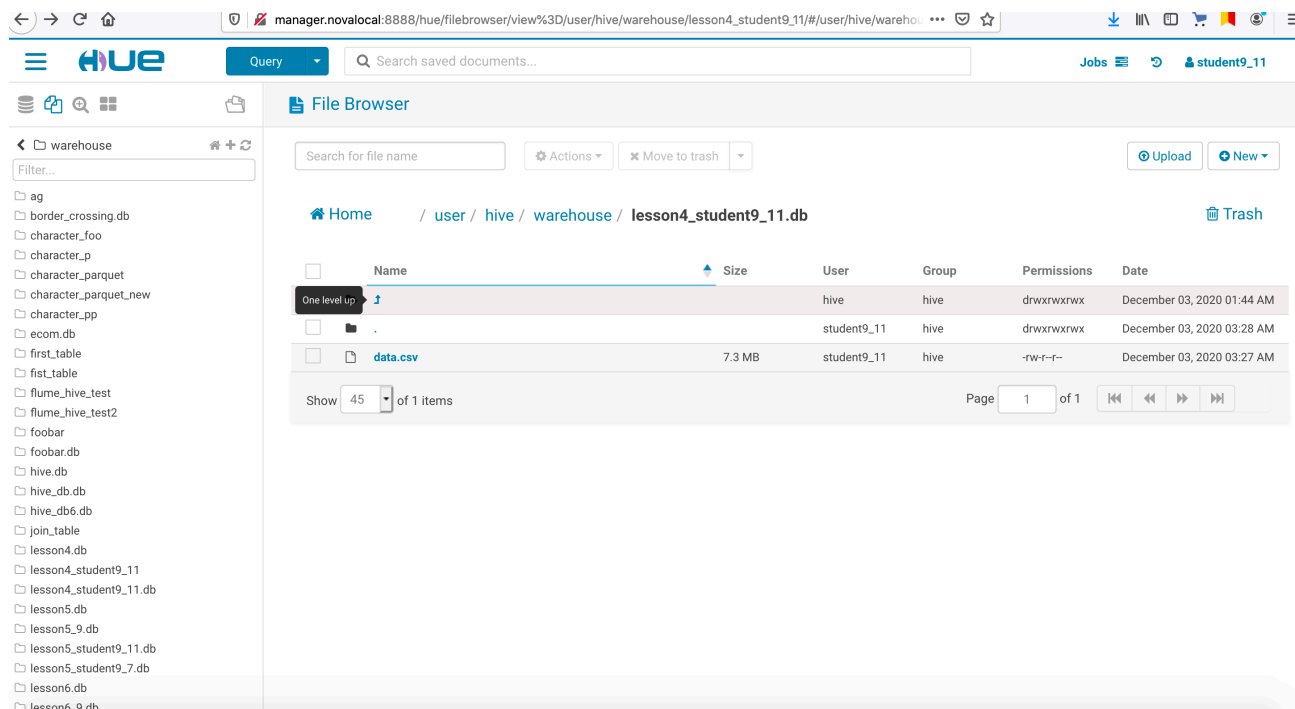 manager.novalocal:8888/hue/filebrowser/view%3D/user/hive/warehouse/lesson4_student9_11/#/user/hive/warehou
HUE
Query
Search saved documents...
Jobs
student9_11
File Browser
warehouse
Filter...
ag
border_crossing.db
character_foo
character_p
character_parquet
character_parquet_new
character_pp
ecom.db
first_table
fist_table
flume_hive_test
flume_hive_test2
foobar
foobar.db
hive.db
hive_db.db
hive_db6.db
join_table
lesson4.db
lesson4_student9_11
lesson4_student9_11.db
lesson5.db
lesson5_9.db
lesson5_student9_11.db
lesson5_student9_7.db
lesson6.db
lesson6_9.db
Search for file name
Actions
Move to trash
Upload
New
Home / user / hive / warehouse / lesson4_student9_11.db
Trash
Name Size User Group Permissions Date
One level up hive hive drwxrwxrwx December 03, 2020 01:44 AM
. student9_11 hive drwxrwxrwx December 03, 2020 03:28 AM
data.csv 7.3 MB student9_11 hive -rw-r--r-- December 03, 2020 03:27 AM
Show 45 of 1 items
Page 1 of 1